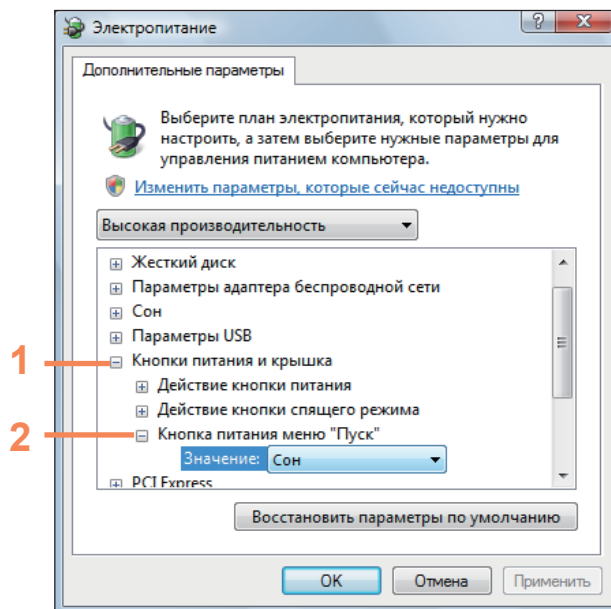 Электропитание
Дополнительные параметры
Выберите план электропитания, который нужно
настроить, а затем выберите нужные параметры для
управления питанием компьютера.
Изменить параметры, которые сейчас недоступны
Высокая производительность
Жесткий диск
Параметры адаптера беспроводной сети
Сон
Параметры USB
1 Кнопки питания и крышка
Действие кнопки питания
Действие кнопки спящего режима
2 Кнопка питания меню "Пуск"
Значение: Сон
PCI Express
Восстановить параметры по умолчанию
OK Отмена Применить